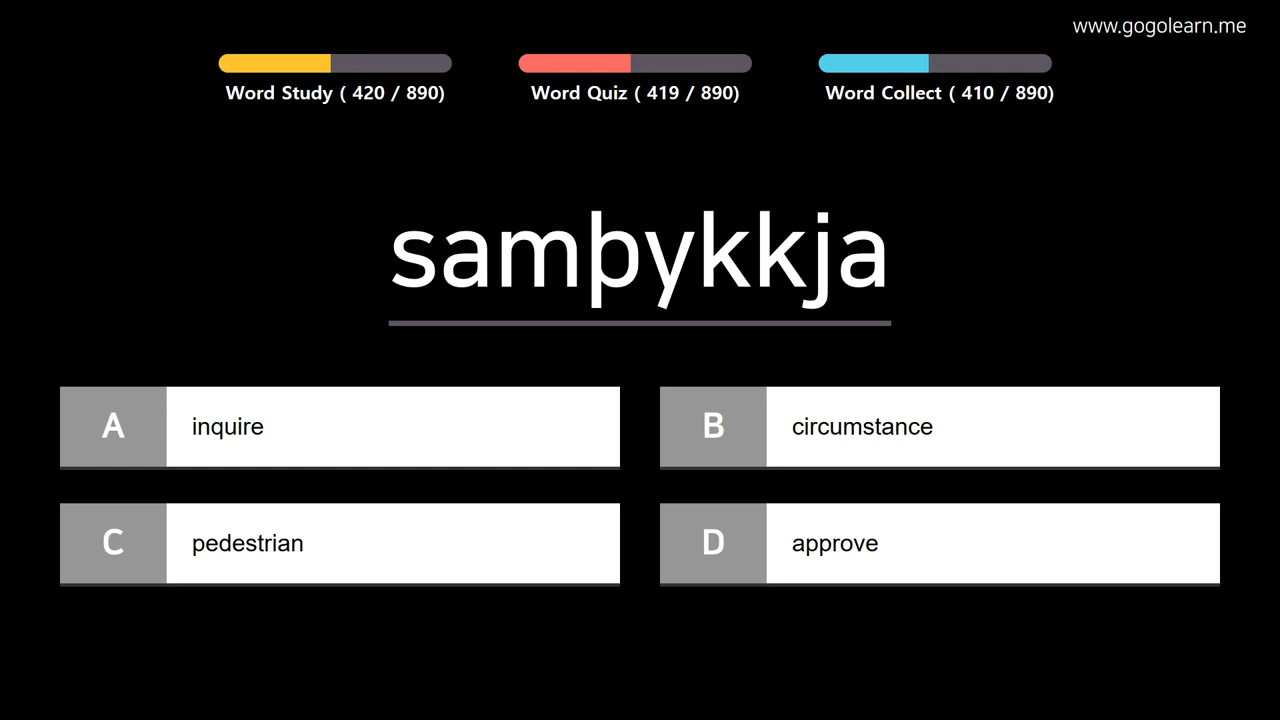 www.gogolearn.me
Word Study ( 420 / 890)
Word Quiz ( 419 / 890)
Word Collect ( 410 / 890)
samþykkja
A inquire
B circumstance
C pedestrian
D approve